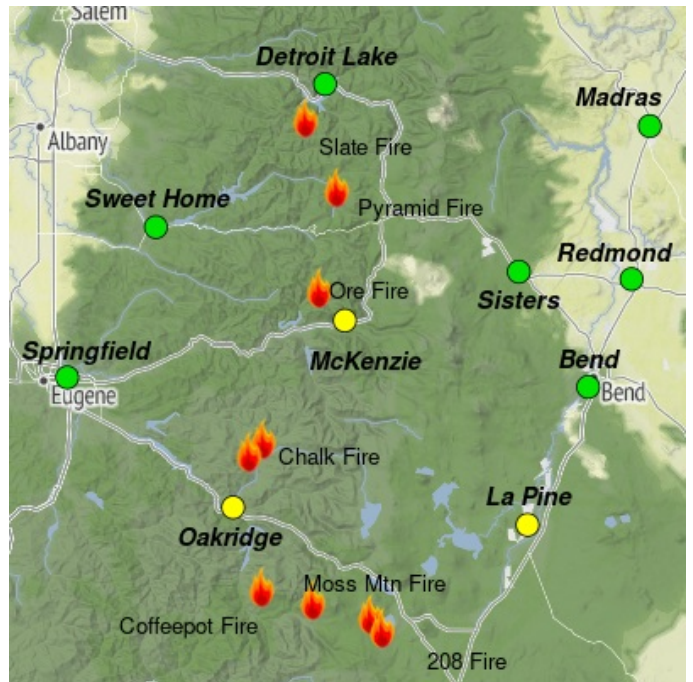 Salem
Detroit Lake
Madras
Albany
Slate Fire
Sweet Home
Pyramid Fire
Redmond
Ore Fire
Sisters
Springfield
McKenzie
Bend
Eugene
Bend
Chalk Fire
La Pine
Oakridge
Moss Mtn Fire
Coffeepot Fire
208 Fire